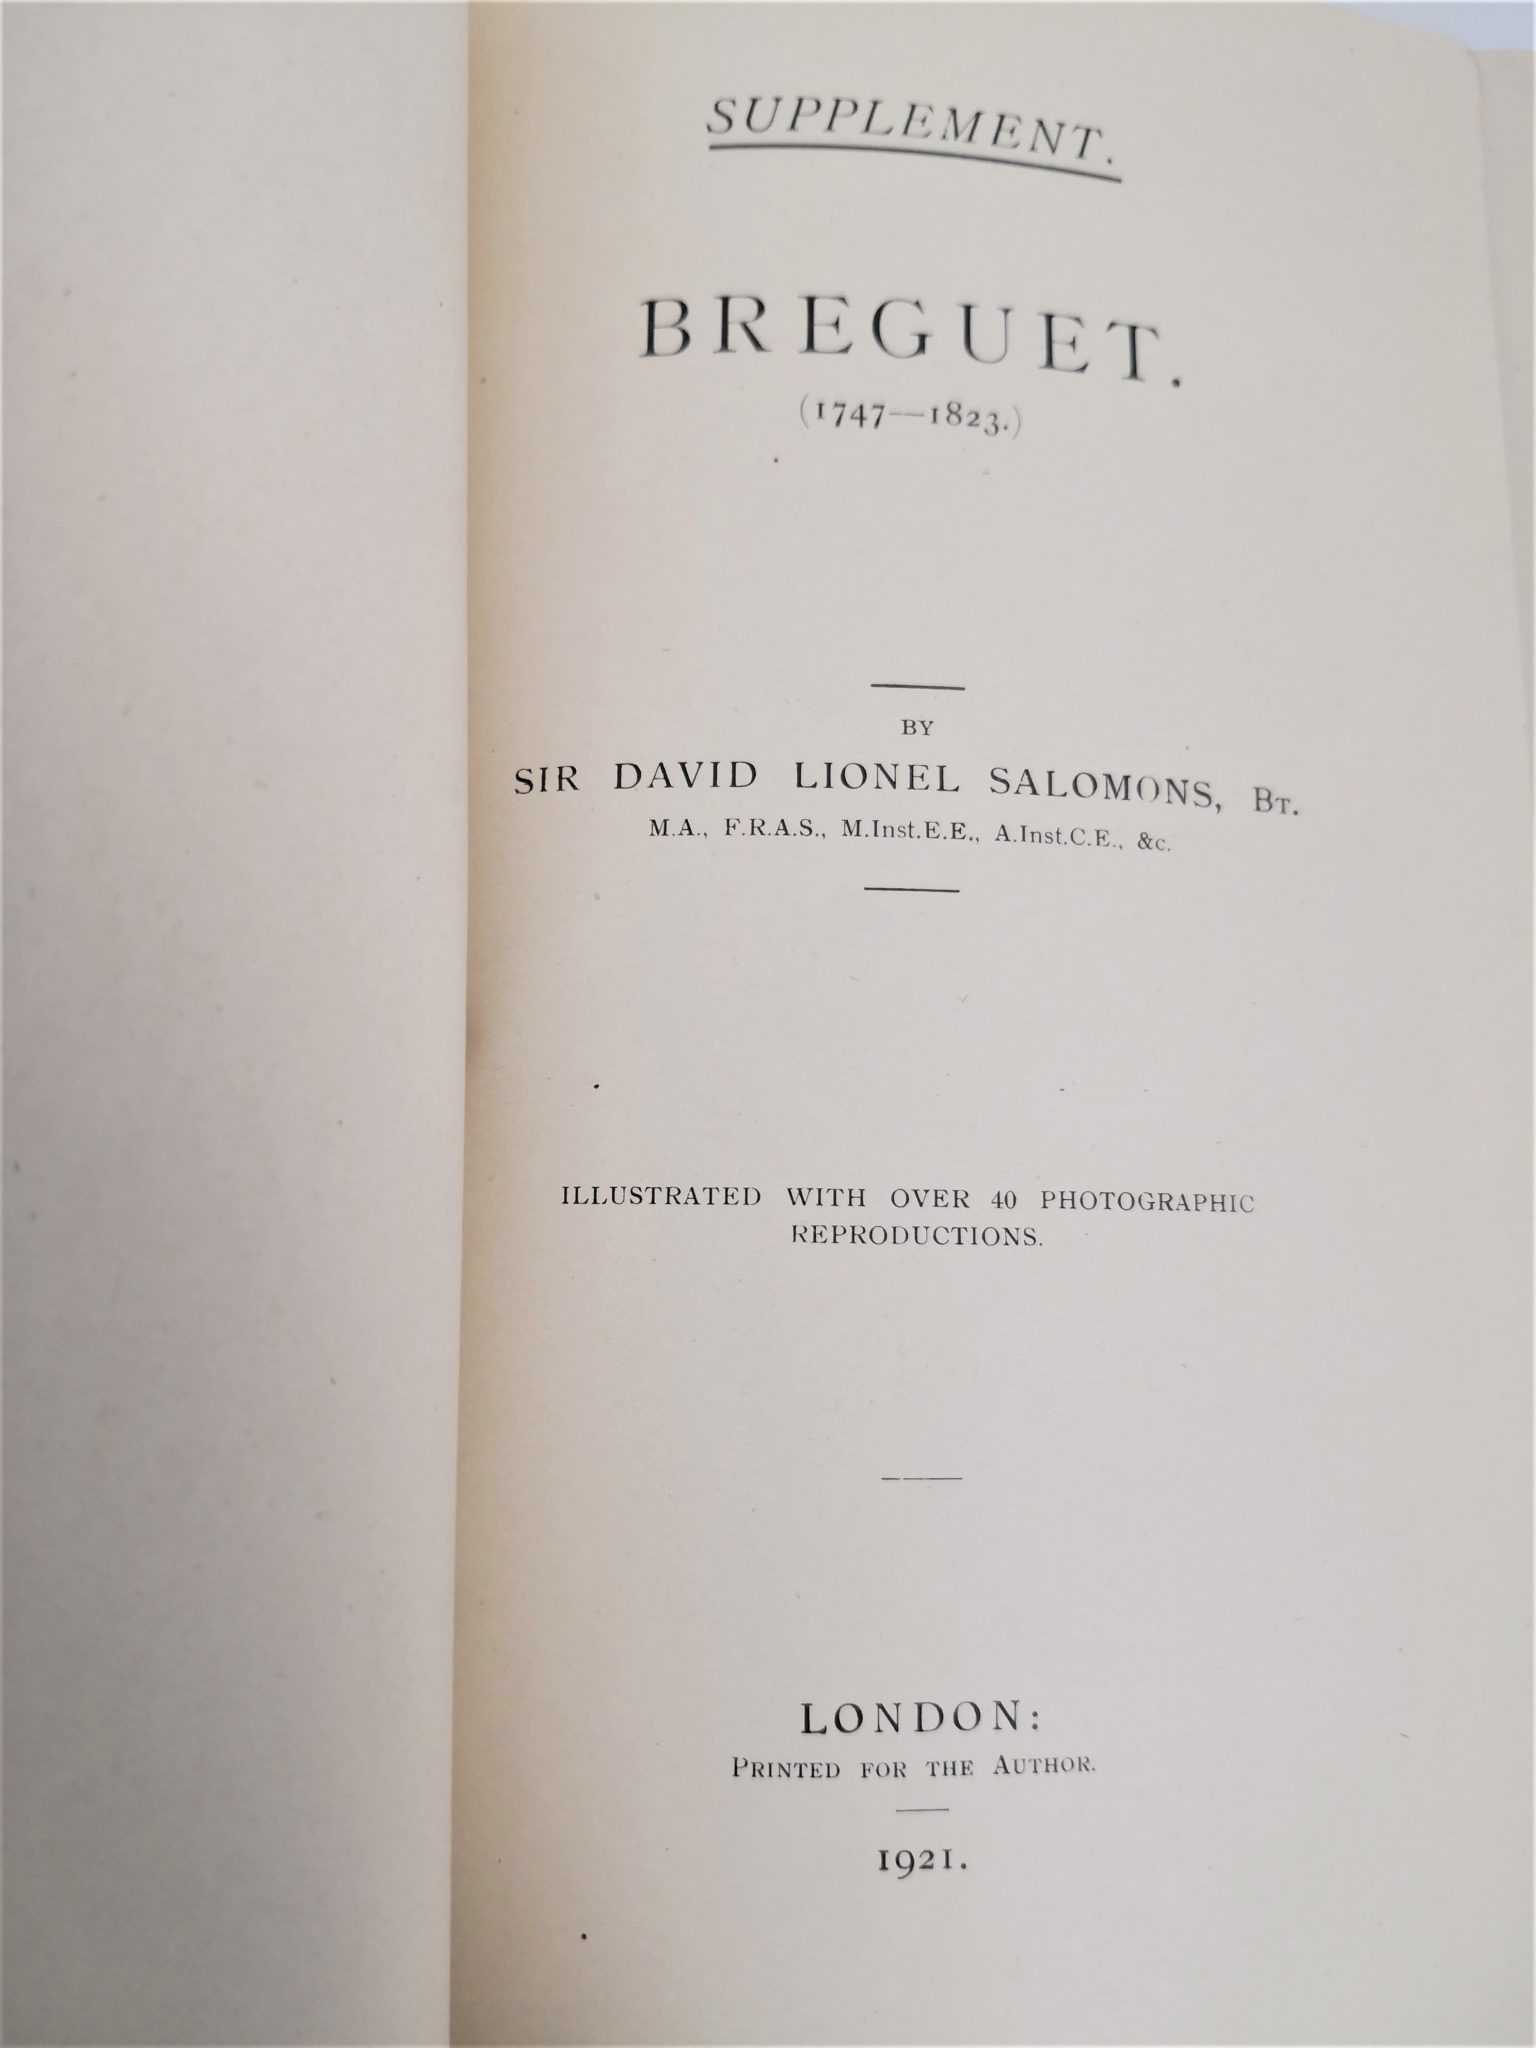 SUPPLEMENT.
BREGUET.
(1747—1823.)
BY
SIR DAVID LIONEL SALOMONS, BT.
M.A., F.R.A.S., M.Inst.E.E., A.Inst.C.E., &c.
ILLUSTRATED WITH OVER 40 PHOTOGRAPHIC
REPRODUCTIONS.
LONDON:
PRINTED FOR THE AUTHOR.
1921.